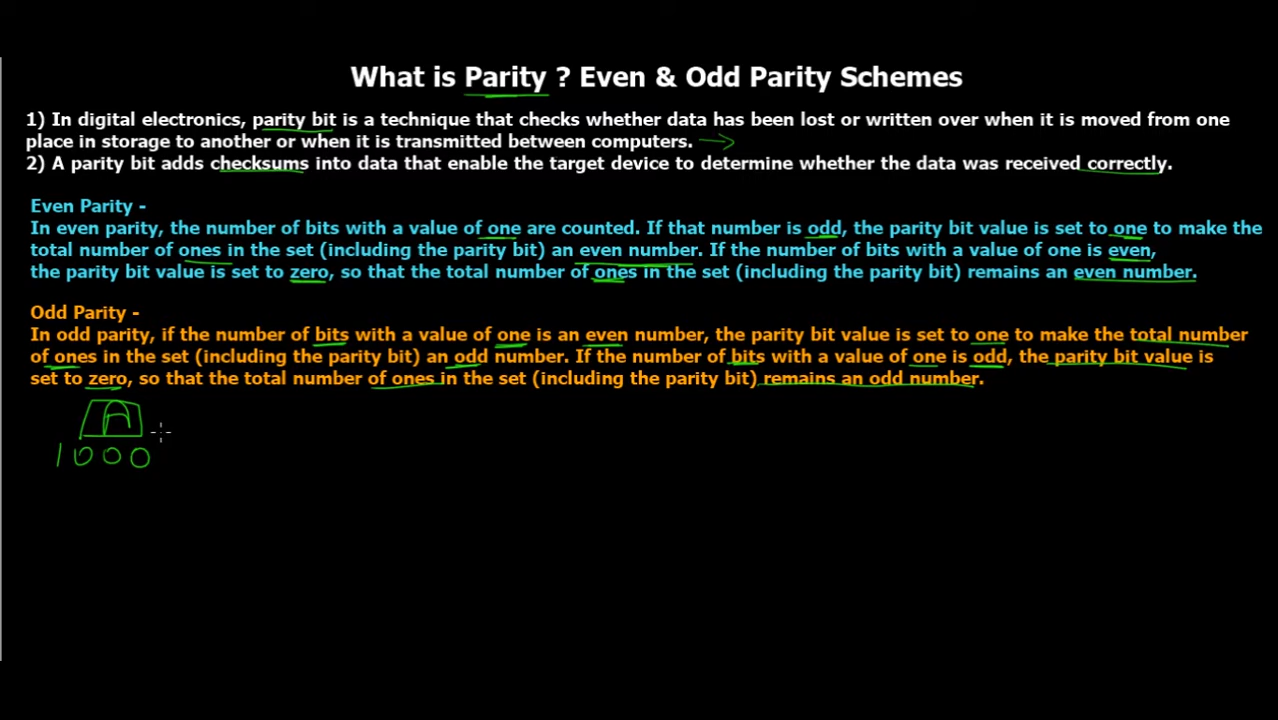 What is Parity ? Even & Odd Parity Schemes
1) In digital electronics, parity bit is a technique that checks whether data has been lost or written over when it is moved from one
place in storage to another or when it is transmitted between computers.
2) A parity bit adds checksums into data that enable the target device to determine whether the data was received correctly.
Even Parity -
In even parity, the number of bits with a value of one are counted. If that number is odd, the parity bit value is set to one to make the
total number of ones in the set (including the parity bit) an even number. If the number of bits with a value of one is even,
the parity bit value is set to zero, so that the total number of ones in the set (including the parity bit) remains an even number.
Odd Parity -
In odd parity, if the number of bits with a value of one is an even number, the parity bit value is set to one to make the total number
of ones in the set (including the parity bit) an odd number. If the number of bits with a value of one is odd, the parity bit value is
set to zero, so that the total number of ones in the set (including the parity bit) remains an odd number.
A
1000